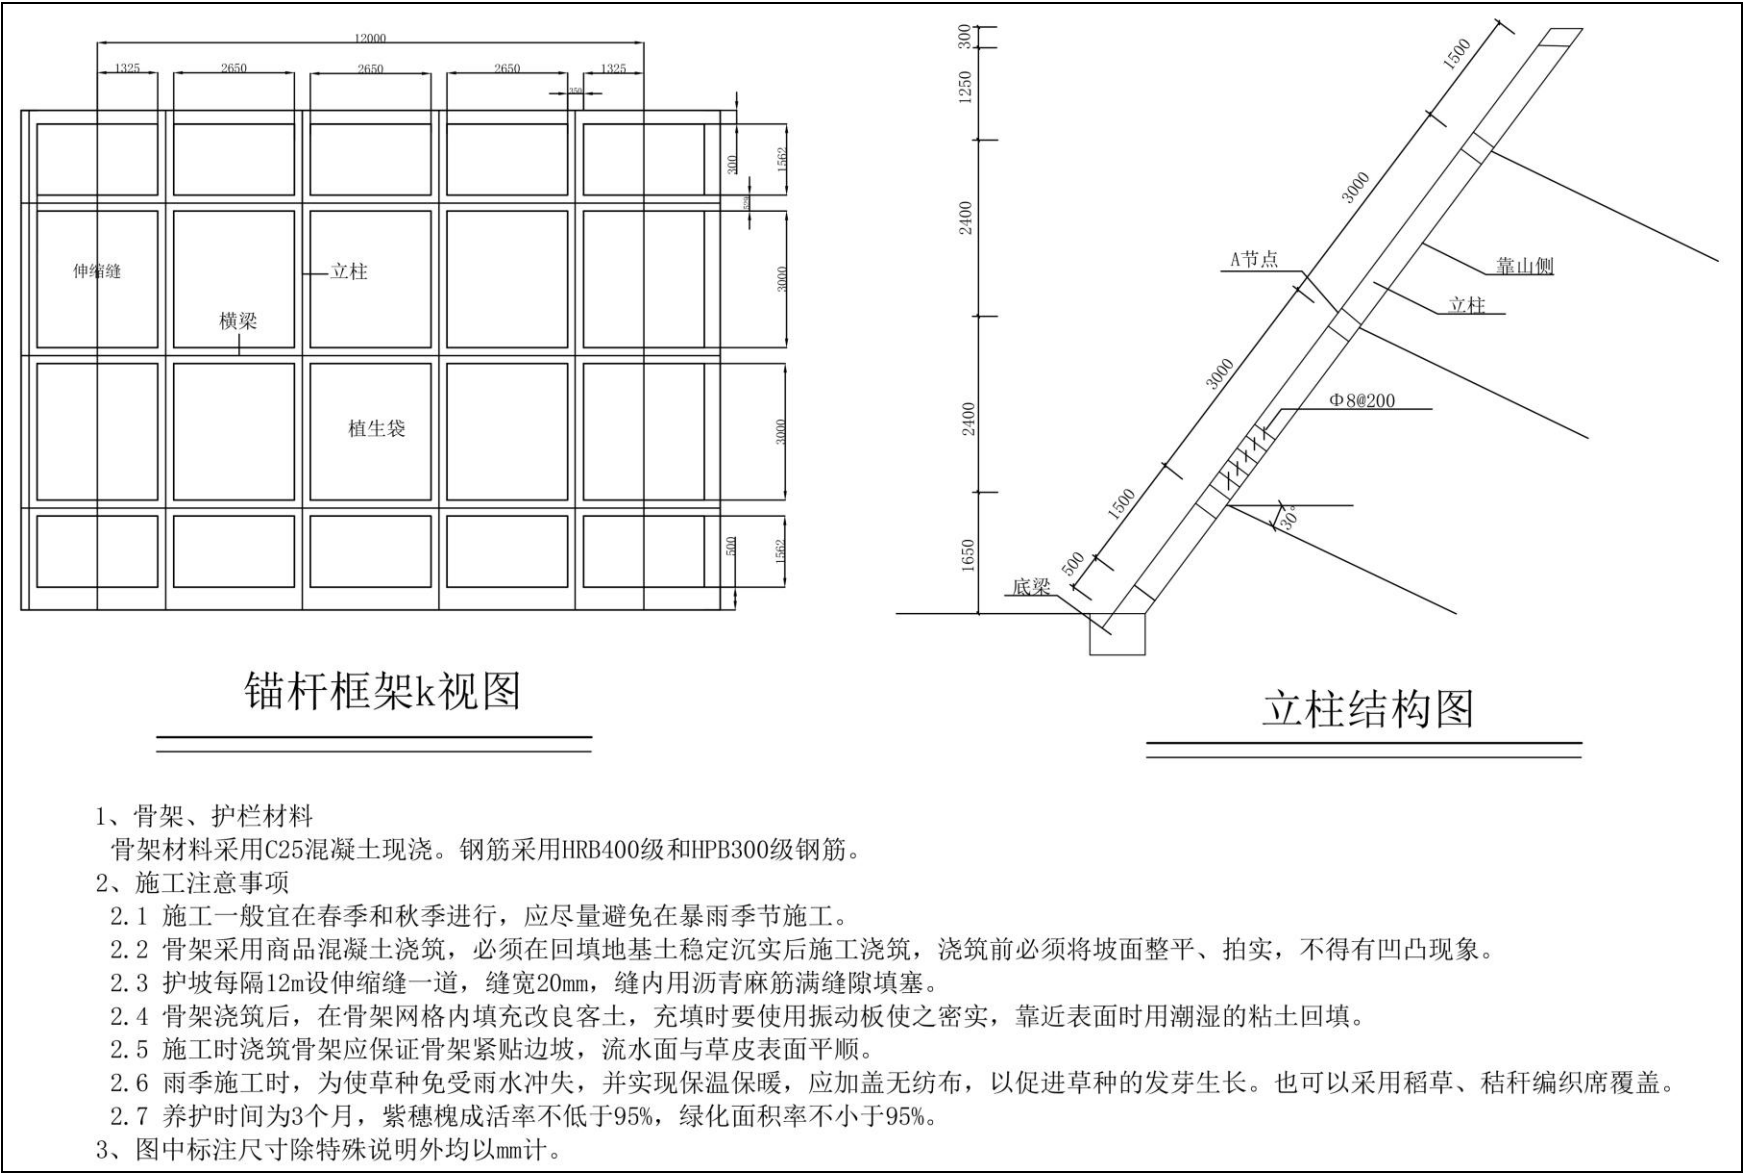 12000
1325 2650 2650 2650 1325
350
300 1562
3000
伸缩缝 立柱
横梁
3000
植生袋
500 1562
锚杆框架k视图
300
1250
2400
2400
1650
1500
3000
3000
1500
500
A节点
靠山侧
立柱
Φ8@200
30°
底梁
立柱结构图
1、骨架、护栏材料
骨架材料采用C25混凝土现浇。钢筋采用HRB400级和HPB300级钢筋。
2、施工注意事项
2.1 施工一般宜在春季和秋季进行，应尽量避免在暴雨季节施工。
2.2 骨架采用商品混凝土浇筑，必须在回填地基土稳定沉实后施工浇筑，浇筑前必须将坡面整平、拍实，不得有凹凸现象。
2.3 护坡每隔12m设伸缩缝一道，缝宽20mm，缝内用沥青麻筋满缝隙填塞。
2.4 骨架浇筑后，在骨架网格内填充改良客土，充填时要使用振动板使之密实，靠近表面时用潮湿的粘土回填。
2.5 施工时浇筑骨架应保证骨架紧贴边坡，流水面与草皮表面平顺。
2.6 雨季施工时，为使草种免受雨水冲失，并实现保温保暖，应加盖无纺布，以促进草种的发芽生长。也可以采用稻草、秸秆编织席覆盖。
2.7 养护时间为3个月，紫穗槐成活率不低于95%，绿化面积率不小于95%。
3、图中标注尺寸除特殊说明外均以mm计。